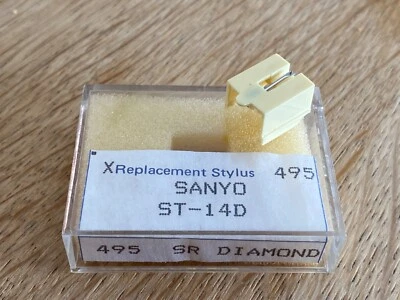 XReplacement Stylus 495
SANYO
ST-14D
495 SR DIAMOND